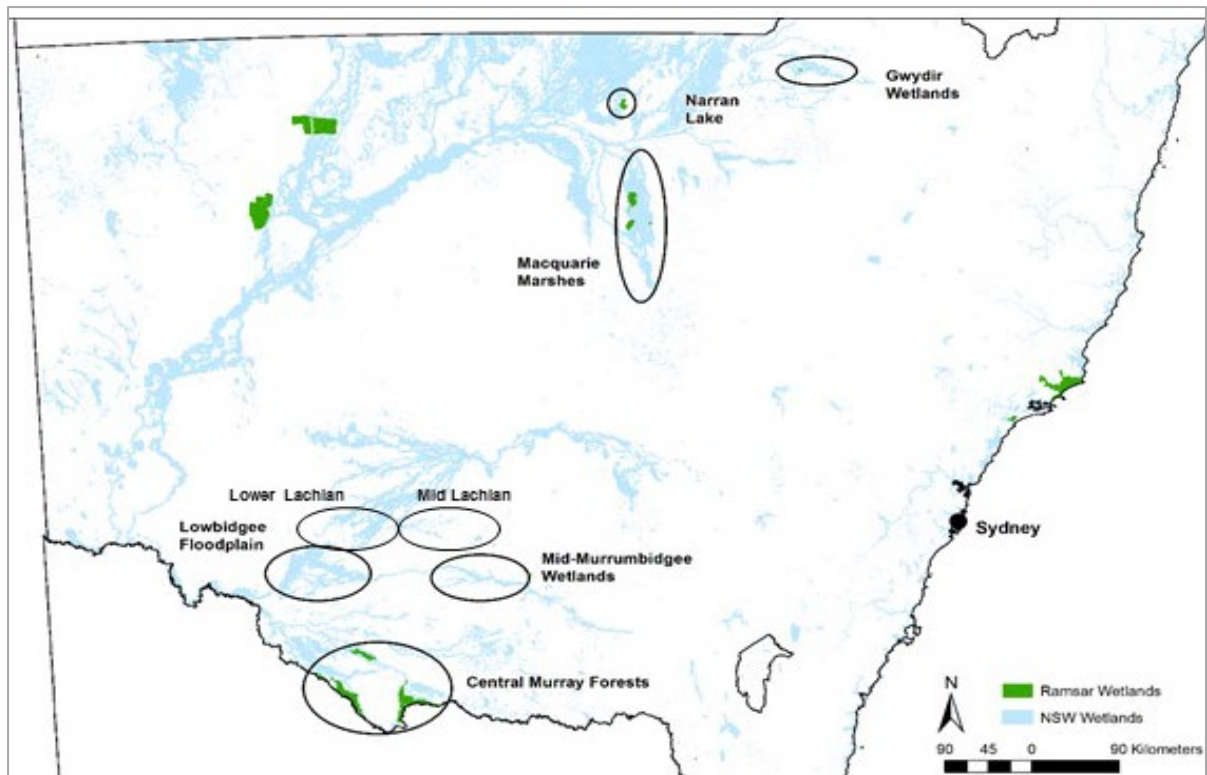 Gwydir
Wetlands
Narran
Lake
Macquarie
Marshes
Lower Lachlan
Mid Lachlan
Lowbidgee
Floodplain
Mid-Murrumbidgee
Wetlands
Sydney
Central Murray Forests
N
Ramsar Wetlands
NSW Wetlands
90 45 0 90 Kilometers